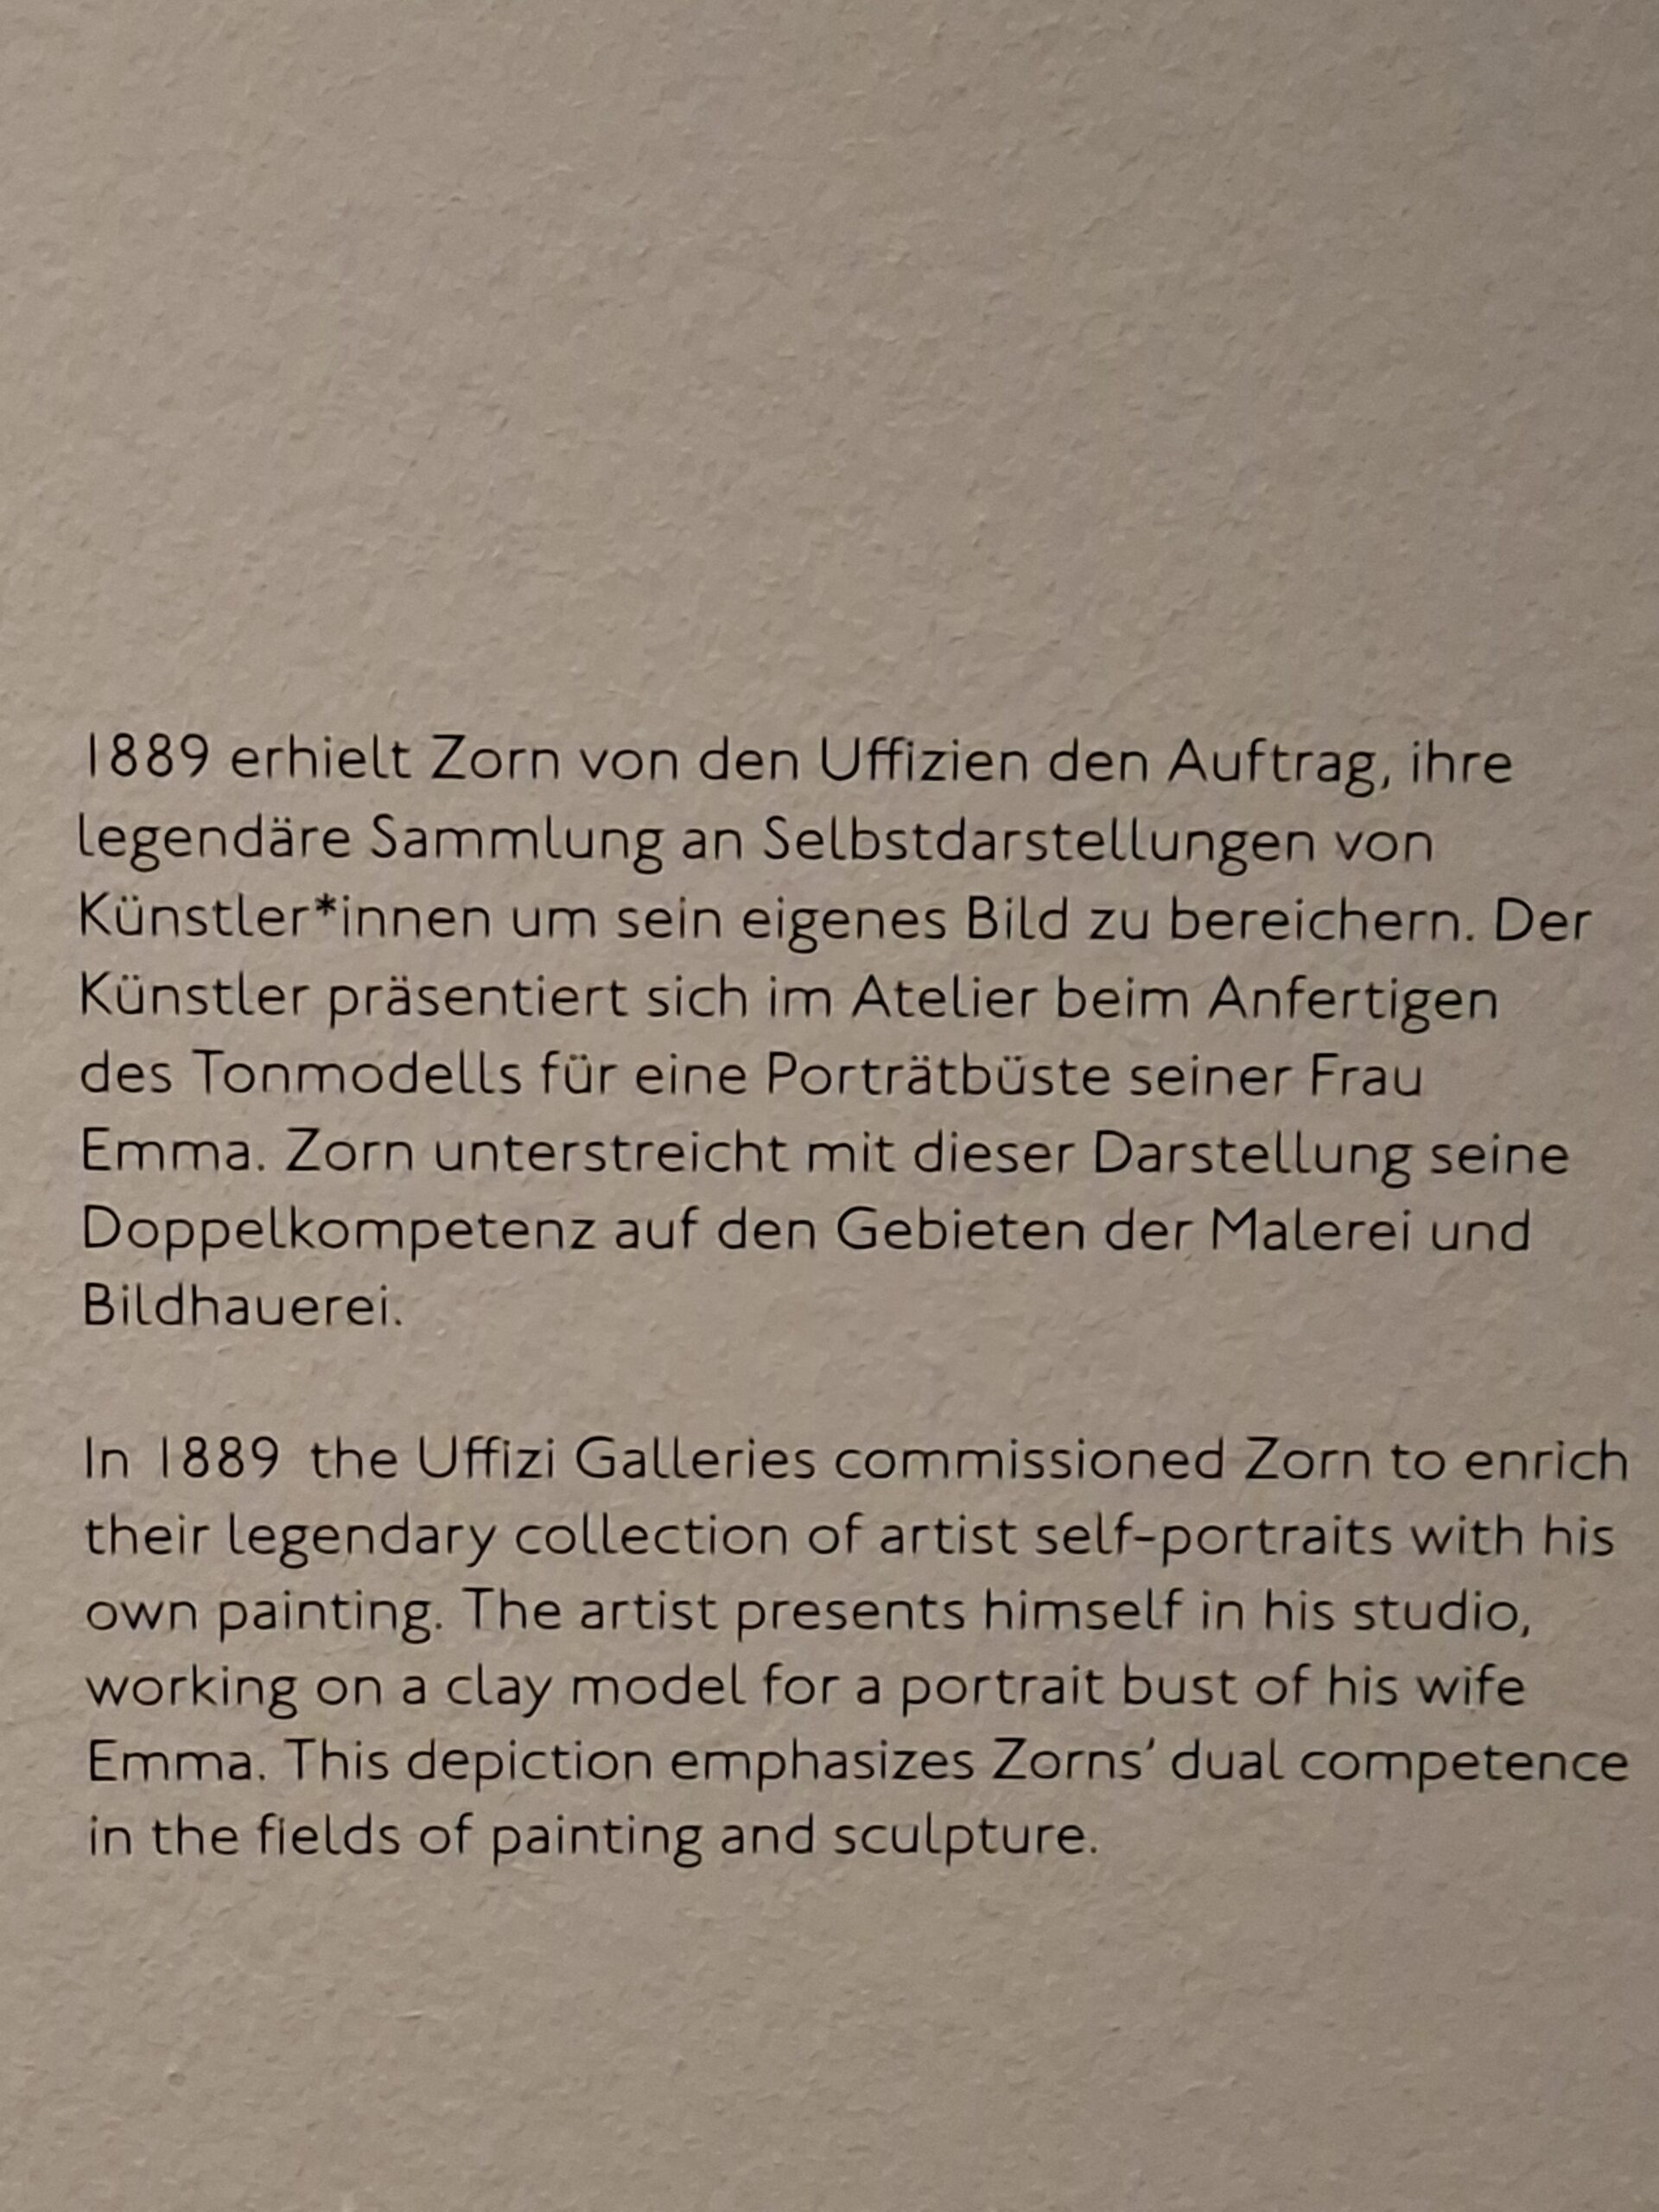 1889 erhielt Zorn von den Uffizien den Auftrag, ihre
legendäre Sammlung an Selbstdarstellungen von
Künstler*innen um sein eigenes Bild zu bereichern. Der
Künstler präsentiert sich im Atelier beim Anfertigen
des Tonmodells für eine Porträtbüste seiner Frau
Emma. Zorn unterstreicht mit dieser Darstellung seine
Doppelkompetenz auf den Gebieten der Malerei und
Bildhauerei.
In 1889 the Uffizi Galleries commissioned Zorn to enrich
their legendary collection of artist self-portraits with his
own painting. The artist presents himself in his studio,
working on a clay model for a portrait bust of his wife
Emma. This depiction emphasizes Zorns’ dual competence
in the fields of painting and sculpture.